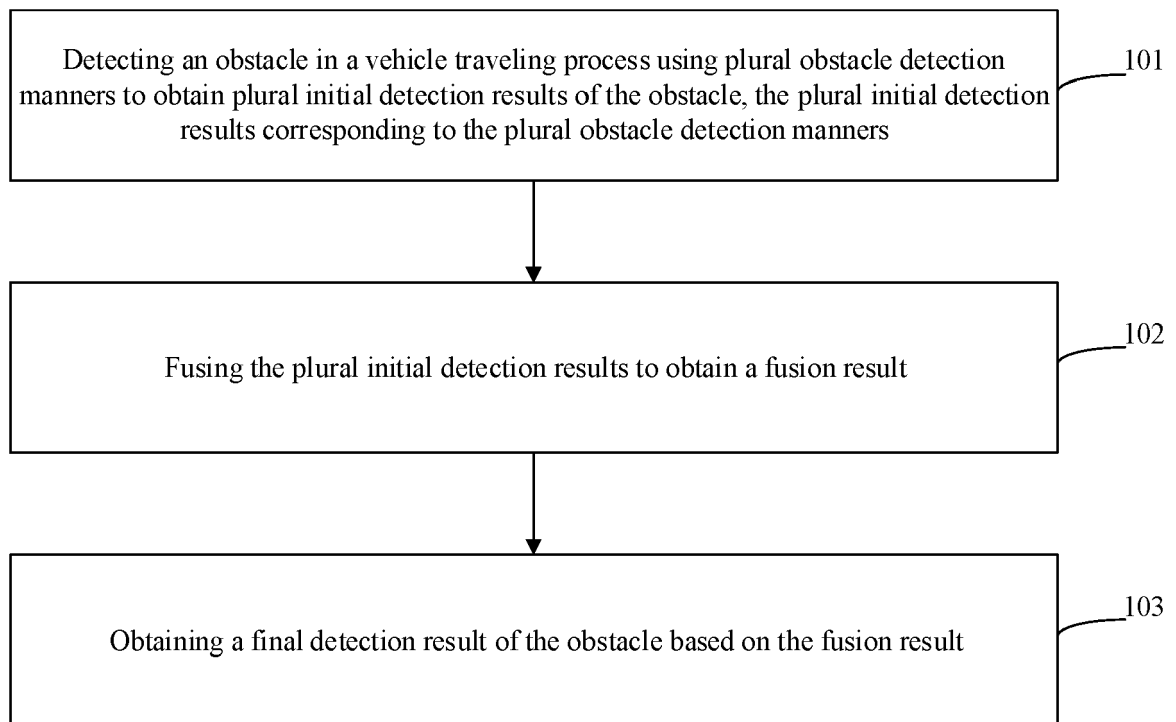 Detecting an obstacle in a vehicle traveling process using plural obstacle detection
manners to obtain plural initial detection results of the obstacle, the plural initial detection
results corresponding to the plural obstacle detection manners
101
Fusing the plural initial detection results to obtain a fusion result
102
Obtaining a final detection result of the obstacle based on the fusion result
103